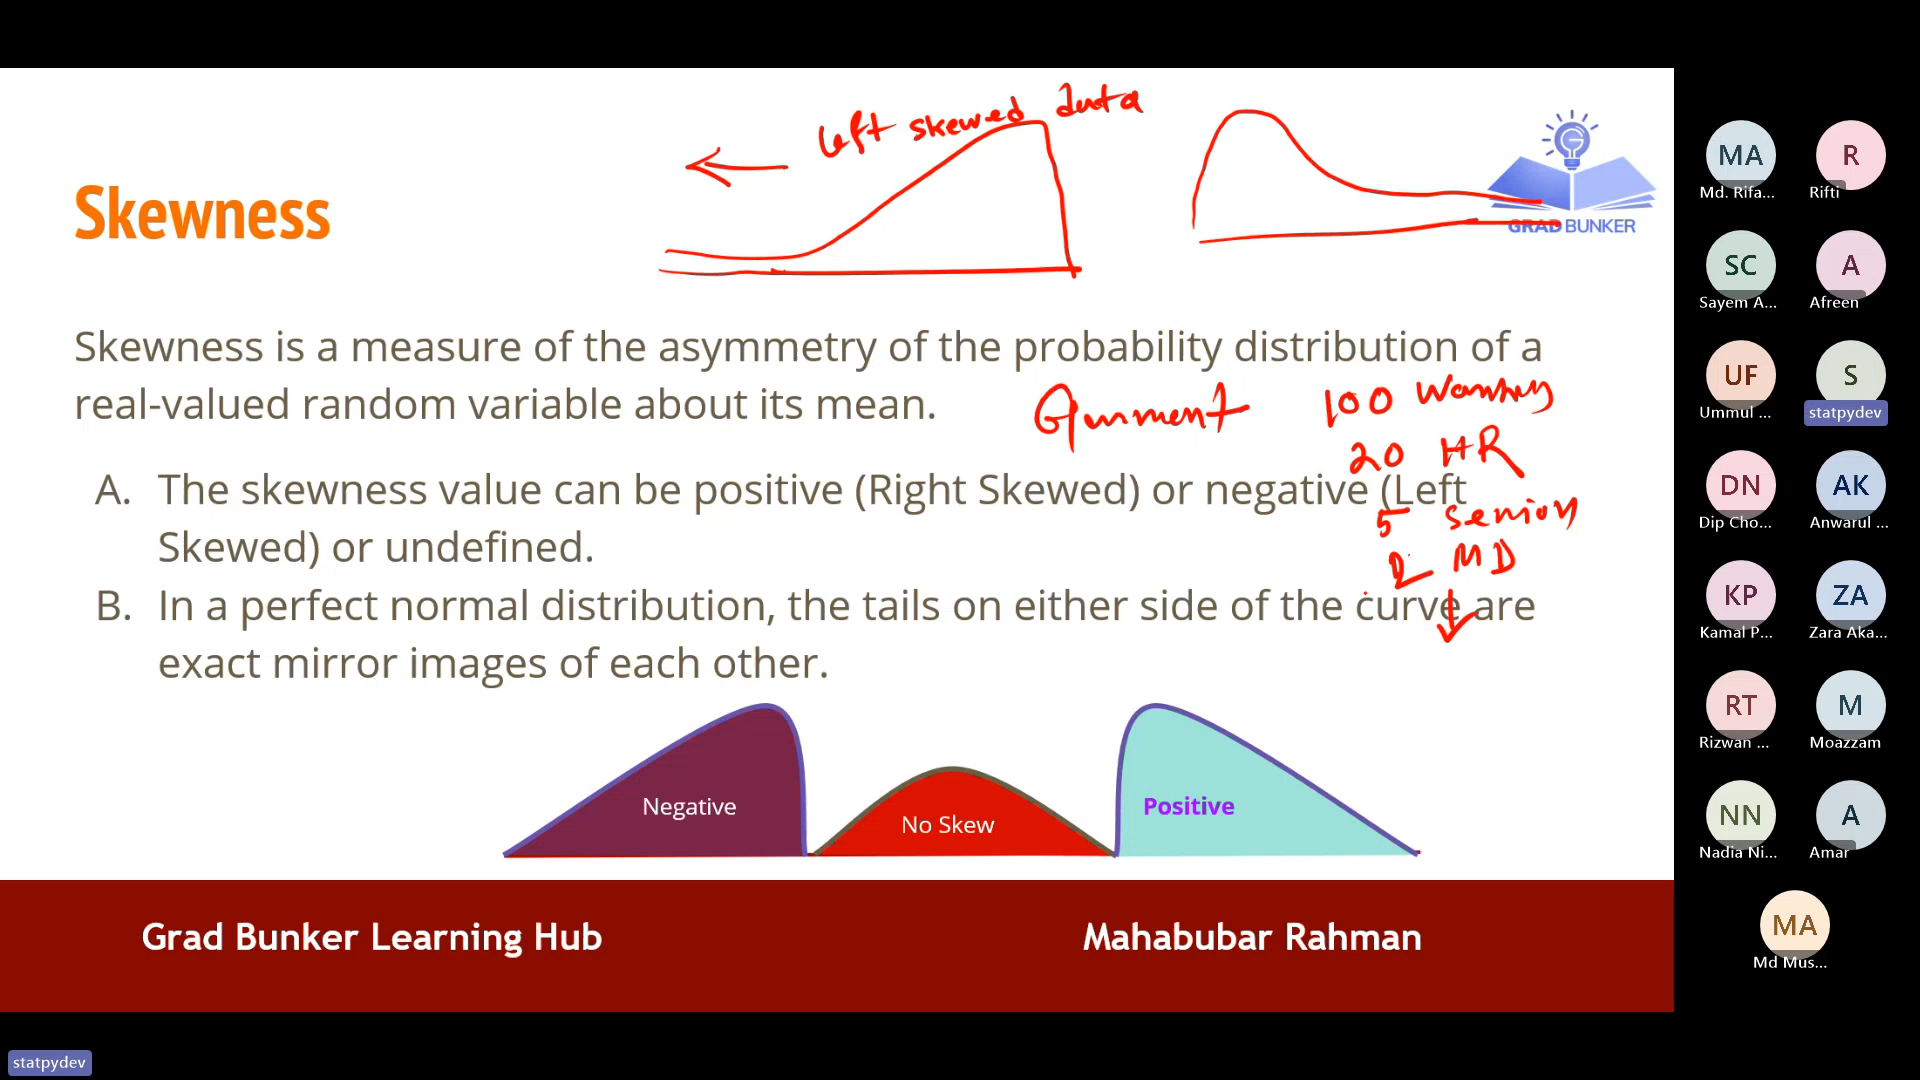 left skewed data
GRAD BUNKER
Skewness
Skewness is a measure of the asymmetry of the probability distribution of a
real-valued random variable about its mean.
Garment
100 Workers
20 HR
5 Senior
2 MD
A. The skewness value can be positive (Right Skewed) or negative (Left
Skewed) or undefined.
B. In a perfect normal distribution, the tails on either side of the curve are
exact mirror images of each other.
Negative
No Skew
Positive
Grad Bunker Learning Hub
Mahabubar Rahman
MA
Md. Rifa...
R
Rifti
SC
Sayem A...
A
Afreen
UF
Ummul ...
S
statpydev
DN
Dip Cho...
AK
Anwarul ...
KP
Kamal P...
ZA
Zara Aka...
RT
Rizwan ...
M
Moazzam
NN
Nadia Ni...
A
Amar
MA
Md Mus...
statpydev